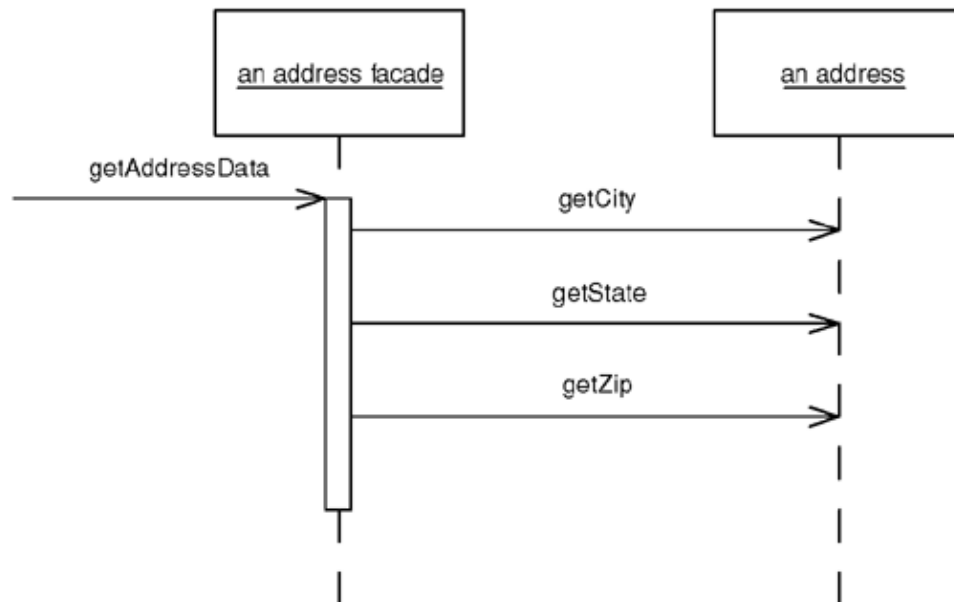 an address facade
an address
getAddressData
getCity
getState
getZip